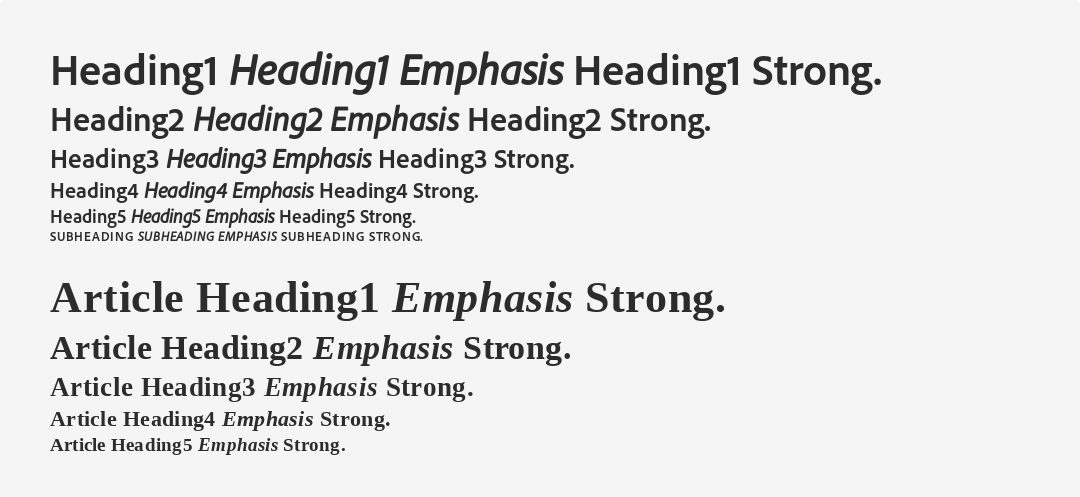 Heading1 Heading1 Emphasis Heading1 Strong.
Heading2 Heading2 Emphasis Heading2 Strong.
Heading3 Heading3 Emphasis Heading3 Strong.
Heading4 Heading4 Emphasis Heading4 Strong.
Heading5 Heading5 Emphasis Heading5 Strong.
SUBHEADING SUBHEADING EMPHASIS SUBHEADING STRONG.
Article Heading1 Emphasis Strong.
Article Heading2 Emphasis Strong.
Article Heading3 Emphasis Strong.
Article Heading4 Emphasis Strong.
Article Heading5 Emphasis Strong.